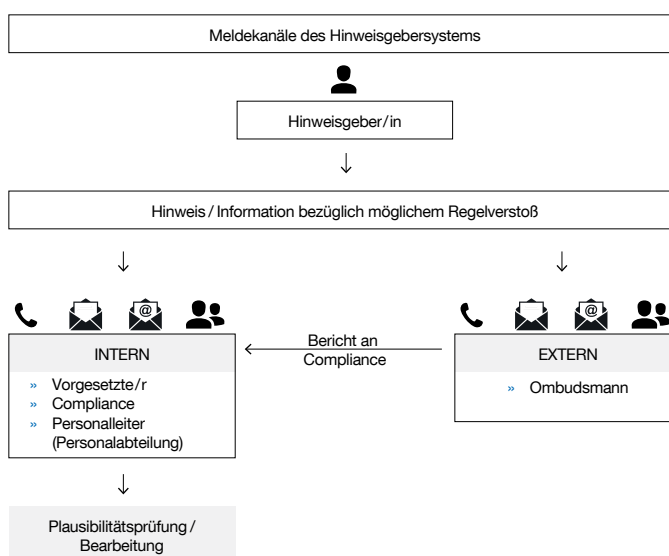 Meldekanäle des Hinweisgebersystems
Hinweisgeber/in
Hinweis / Information bezüglich möglichem Regelverstoß
@
@
INTERN
» Vorgesetzte/r
» Compliance
» Personalleiter
(Personalabteilung)
Bericht an
Compliance
EXTERN
» Ombudsmann
Plausibilitätsprüfung /
Bearbeitung